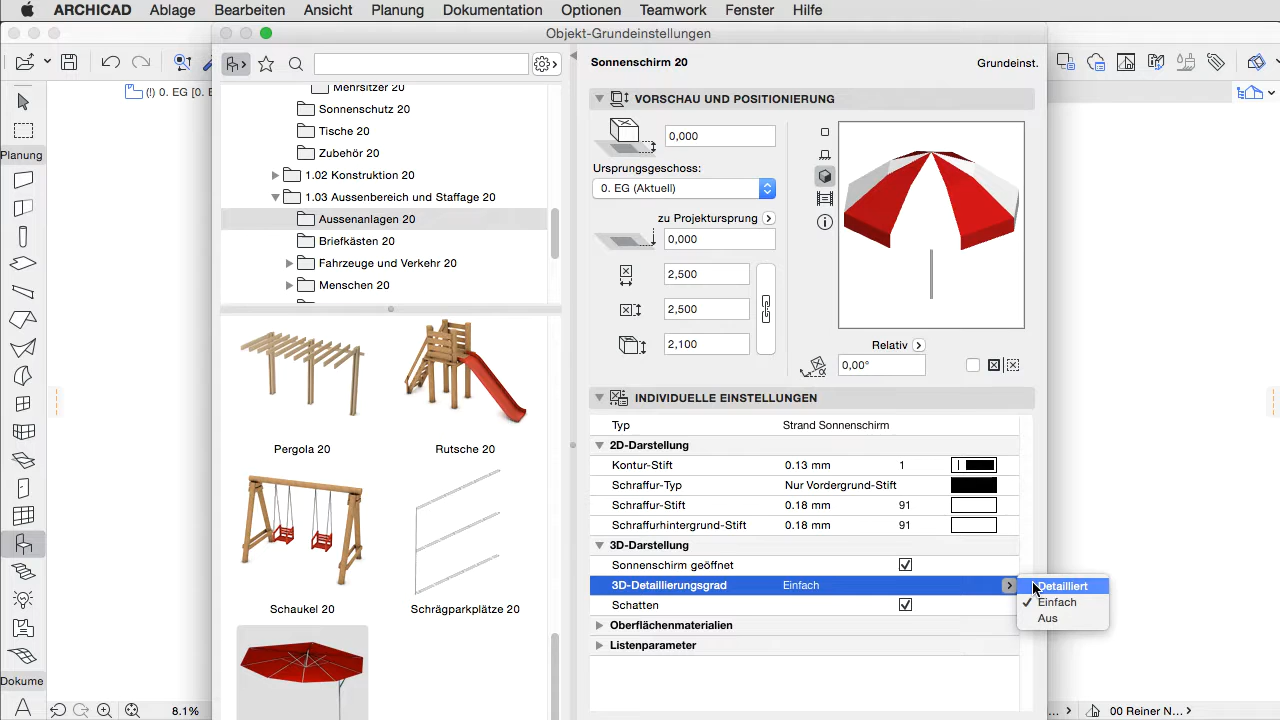 ARCHICAD Ablage Bearbeiten Ansicht Planung Dokumentation Optionen Teamwork Fenster Hilfe
Objekt-Grundeinstellungen
Sonnenschirm 20 Grundeinst.
(!) 0. EG [0. E
Mehrsitzer 20
Sonnenschutz 20
Tische 20
Zubehör 20
1.02 Konstruktion 20
1.03 Aussenbereich und Staffage 20
Aussenanlagen 20
Briefkästen 20
Fahrzeuge und Verkehr 20
Menschen 20
Planung
Pergola 20
Rutsche 20
Schaukel 20
Schrägparkplätze 20
Dokume
8.1%
VORSCHAU UND POSITIONIERUNG
0,000
Ursprungsgeschoss:
0. EG (Aktuell)
zu Projektursprung
0,000
2,500
2,500
2,100
Relativ
0,00°
INDIVIDUELLE EINSTELLUNGEN
Typ Strand Sonnenschirm
2D-Darstellung
Kontur-Stift 0.13 mm 1
Schraffur-Typ Nur Vordergrund-Stift
Schraffur-Stift 0.18 mm 91
Schraffurhintergrund-Stift 0.18 mm 91
3D-Darstellung
Sonnenschirm geöffnet
3D-Detaillierungsgrad Einfach
Schatten
Oberflächenmaterialien
Listenparameter
Detailliert
Einfach
Aus
... 00 Reiner N...